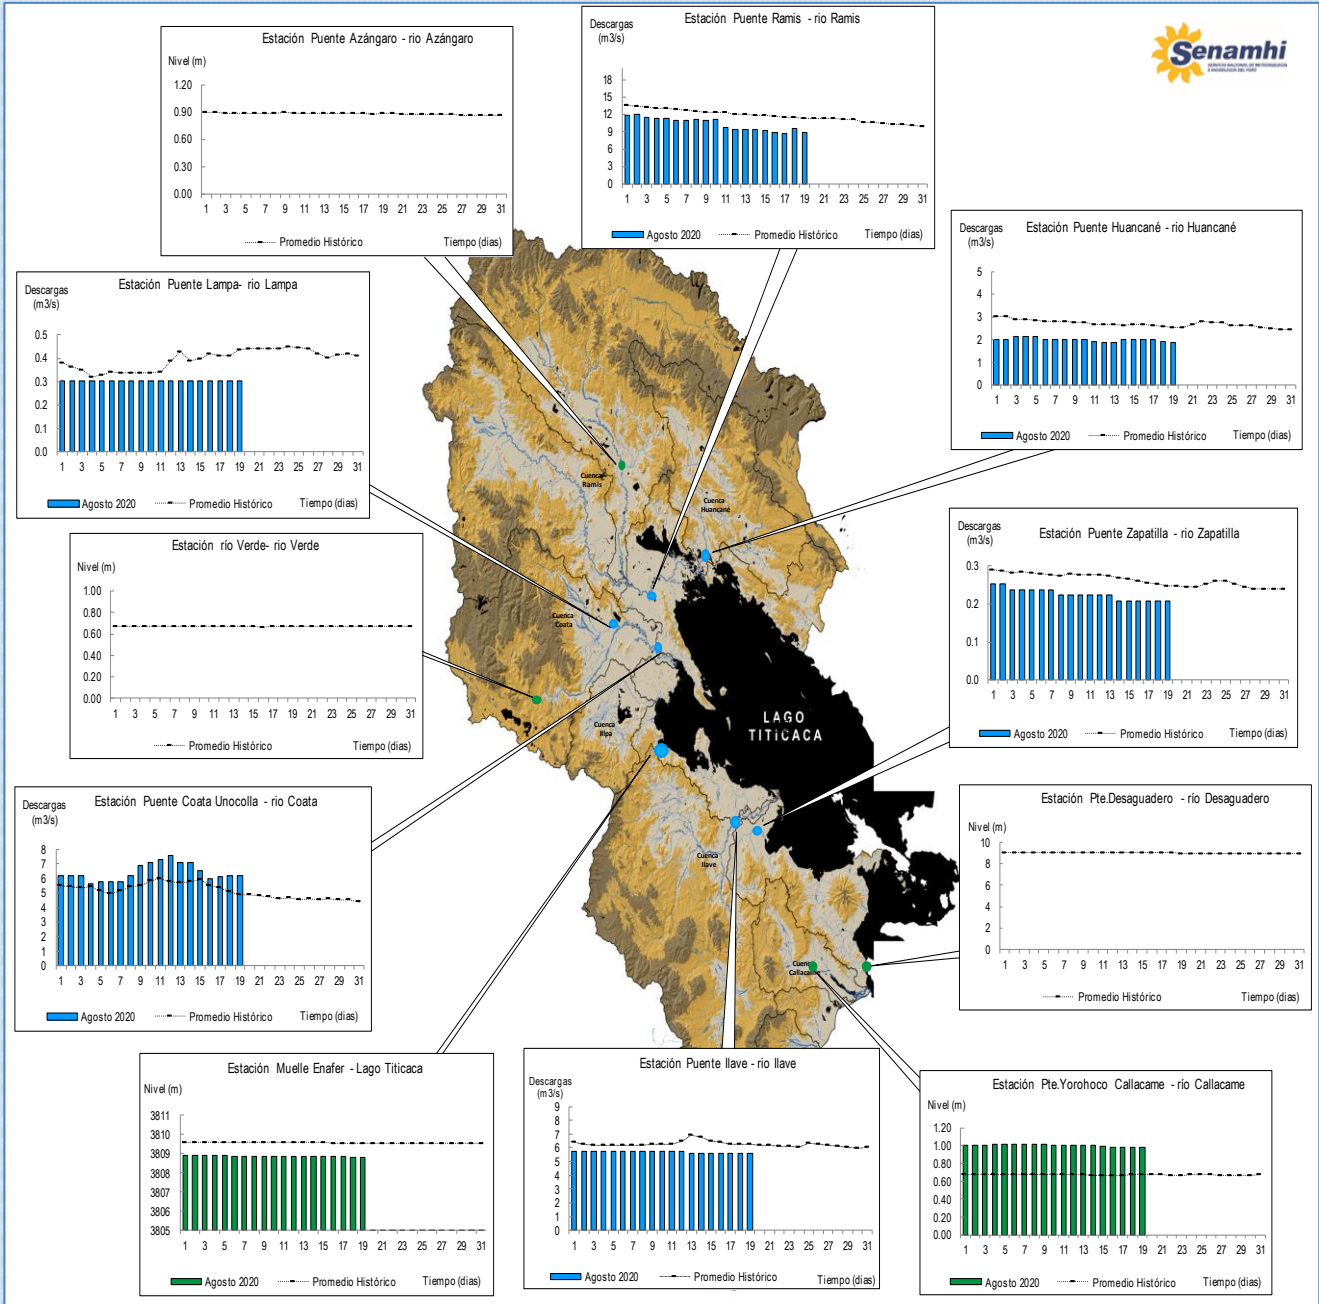 Estación Puente Azángaro - rio Azángaro
Nivel (m)
1.20
0.90
0.60
0.30
0.00
1 3 5 7 9 11 13 15 17 19 21 23 25 27 29 31
Promedio Histórico Tiempo (dias)
Estación Puente Ramis - rio Ramis
Descargas
(m3/s)
18
15
12
9
6
3
0
1 3 5 7 9 11 13 15 17 19 21 23 25 27 29 31
Agosto 2020 Promedio Histórico Tiempo (dias)
Senamhi
SERVICIO NACIONAL DE METEOROLOGÍA
E HIDROLOGÍA DEL PERÚ
Estación Puente Huancané - rio Huancané
Descargas
(m3/s)
5
4
3
2
1
0
1 3 5 7 9 11 13 15 17 19 21 23 25 27 29 31
Agosto 2020 Promedio Histórico Tiempo (dias)
Estación Puente Lampa- rio Lampa
Descargas
(m3/s)
0.5
0.4
0.3
0.2
0.1
0.0
1 3 5 7 9 11 13 15 17 19 21 23 25 27 29 31
Agosto 2020 Promedio Histórico Tiempo (dias)
Estación Puente Zapatilla - rio Zapatilla
Descargas
(m3/s)
0.3
0.2
0.1
0.0
1 3 5 7 9 11 13 15 17 19 21 23 25 27 29 31
Agosto 2020 Promedio Histórico Tiempo (dias)
Estación río Verde- rio Verde
Nivel (m)
1.00
0.80
0.60
0.40
0.20
0.00
1 3 5 7 9 11 13 15 17 19 21 23 25 27 29 31
Promedio Histórico Tiempo (dias)
Cuenca
Ramis
Cuenca
Huancané
Cuenca
Coata
Cuenca
Illpa
LAGO
TITICACA
Cuenca
Ilave
Cuenca
Callacame
Estación Puente Coata Unocolla - rio Coata
Descargas
(m3/s)
8
7
6
5
4
3
2
1
0
1 3 5 7 9 11 13 15 17 19 21 23 25 27 29 31
Agosto 2020 Promedio Histórico Tiempo (dias)
Estación Pte.Desaguadero - río Desaguadero
Nivel (m)
10
8
6
4
2
0
1 3 5 7 9 11 13 15 17 19 21 23 25 27 29 31
Promedio Histórico Tiempo (dias)
Estación Muelle Enafer - Lago Titicaca
Nivel (m)
3811
3810
3809
3808
3807
3806
3805
1 3 5 7 9 11 13 15 17 19 21 23 25 27 29 31
Agosto 2020 Promedio Histórico Tiempo (dias)
Estación Puente Ilave - rio Ilave
Descargas
(m3/s)
9
8
7
6
5
4
3
2
1
0
1 3 5 7 9 11 13 15 17 19 21 23 25 27 29 31
Agosto 2020 Promedio Histórico Tiempo (dias)
Estación Pte.Yorohoco Callacame - río Callacame
Nivel (m)
1.20
1.00
0.80
0.60
0.40
0.20
0.00
1 3 5 7 9 11 13 15 17 19 21 23 25 27 29 31
Agosto 2020 Promedio Histórico Tiempo (dias)